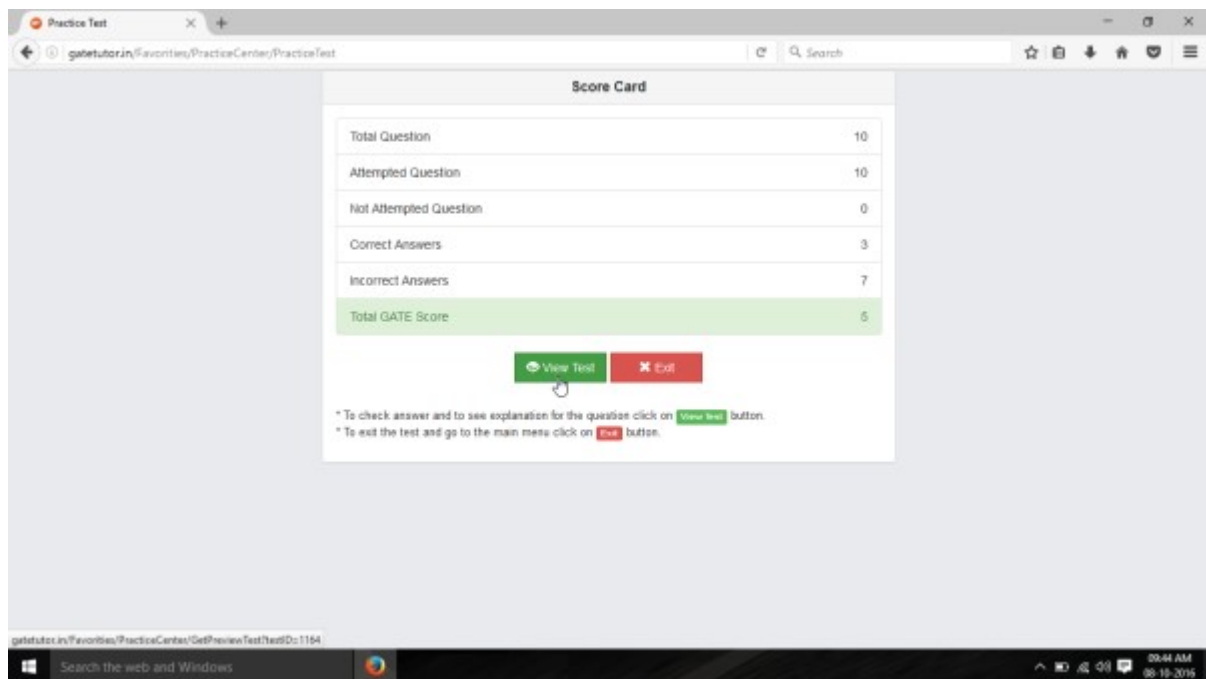 Practice Test
gatetutor.in/Favorities/PracticeCenter/PracticeTest
Search
Score Card
Total Question 10
Attempted Question 10
Not Attempted Question 0
Correct Answers 3
Incorrect Answers 7
Total GATE Score 5
View Test Exit
* To check answer and to see explanation for the question click on View Test button.
* To exit the test and go to the main menu click on Exit button.
gatetutor.in/Favorities/PracticeCenter/GetPreviewTest?testID=1164
Search the web and Windows
09:44 AM
08-10-2016